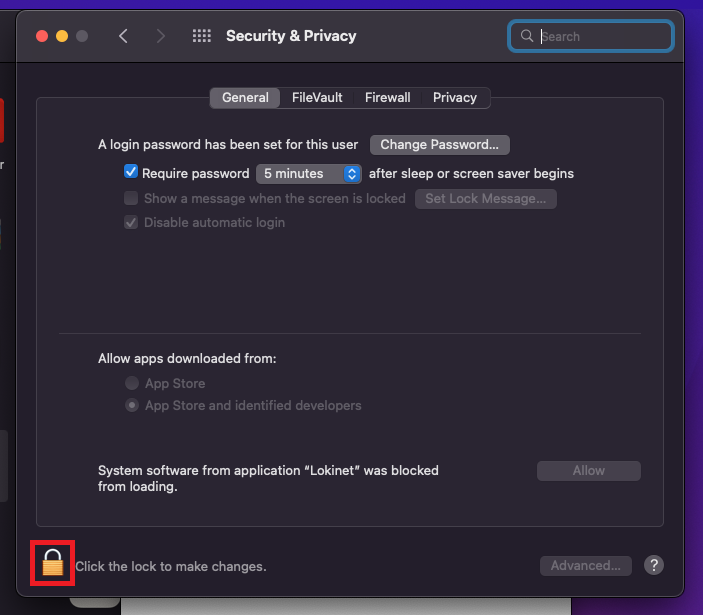 Security & Privacy
Search
General FileVault Firewall Privacy
A login password has been set for this user Change Password...
Require password 5 minutes after sleep or screen saver begins
Show a message when the screen is locked Set Lock Message...
Disable automatic login
Allow apps downloaded from:
App Store
App Store and identified developers
System software from application “Lokinet” was blocked
from loading. Allow
Click the lock to make changes. Advanced... ?